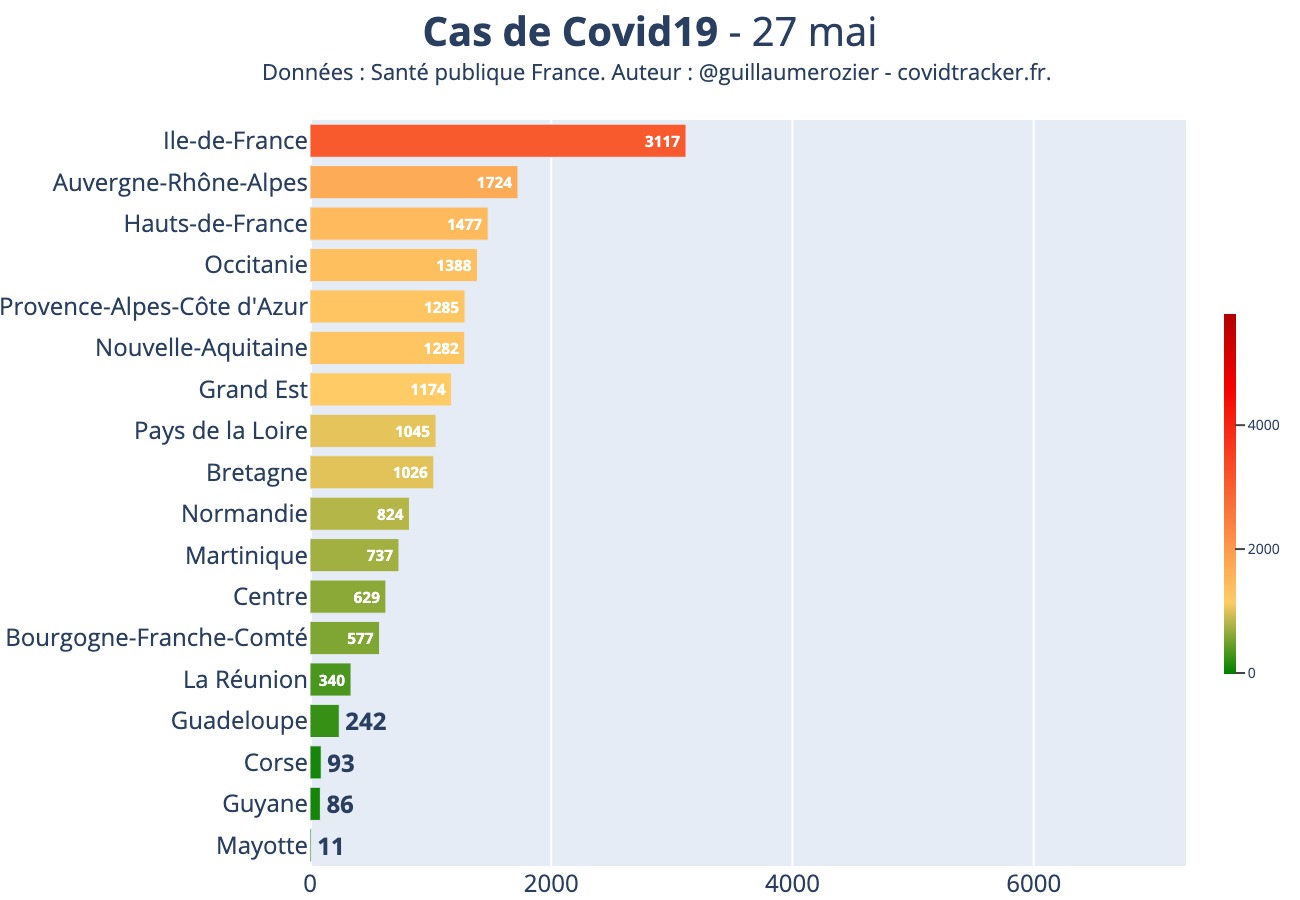 Cas de Covid19 - 27 mai
Données : Santé publique France. Auteur : @guillaumerozier - covidtracker.fr.
Ile-de-France 3117
Auvergne-Rhône-Alpes 1724
Hauts-de-France 1477
Occitanie 1388
Provence-Alpes-Côte d'Azur 1285
Nouvelle-Aquitaine 1282
Grand Est 1174
Pays de la Loire 1045
Bretagne 1026
Normandie 824
Martinique 737
Centre 629
Bourgogne-Franche-Comté 577
La Réunion 340
Guadeloupe 242
Corse 93
Guyane 86
Mayotte 11
0 2000 4000 6000
4000
2000
0